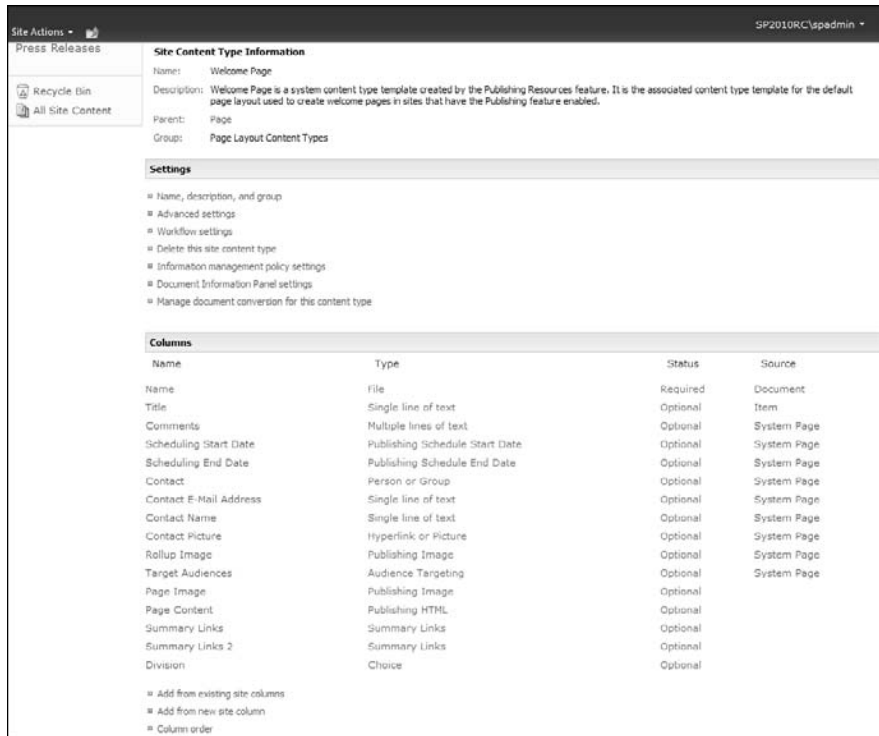 SP2010RC\spadmin
Site Actions
Press Releases
Recycle Bin
All Site Content
Site Content Type Information
Name: Welcome Page
Description: Welcome Page is a system content type template created by the Publishing Resources feature. It is the associated content type template for the default
page layout used to create welcome pages in sites that have the Publishing feature enabled.
Parent: Page
Group: Page Layout Content Types
Settings
Name, description, and group
Advanced settings
Workflow settings
Delete this site content type
Information management policy settings
Document Information Panel settings
Manage document conversion for this content type
Columns
Name Type Status Source
Name File Required Document
Title Single line of text Optional Item
Comments Multiple lines of text Optional System Page
Scheduling Start Date Publishing Schedule Start Date Optional System Page
Scheduling End Date Publishing Schedule End Date Optional System Page
Contact Person or Group Optional System Page
Contact E-Mail Address Single line of text Optional System Page
Contact Name Single line of text Optional System Page
Contact Picture Hyperlink or Picture Optional System Page
Rollup Image Publishing Image Optional System Page
Target Audiences Audience Targeting Optional System Page
Page Image Publishing Image Optional
Page Content Publishing HTML Optional
Summary Links Summary Links Optional
Summary Links 2 Summary Links Optional
Division Choice Optional
Add from existing site columns
Add from new site column
Column order